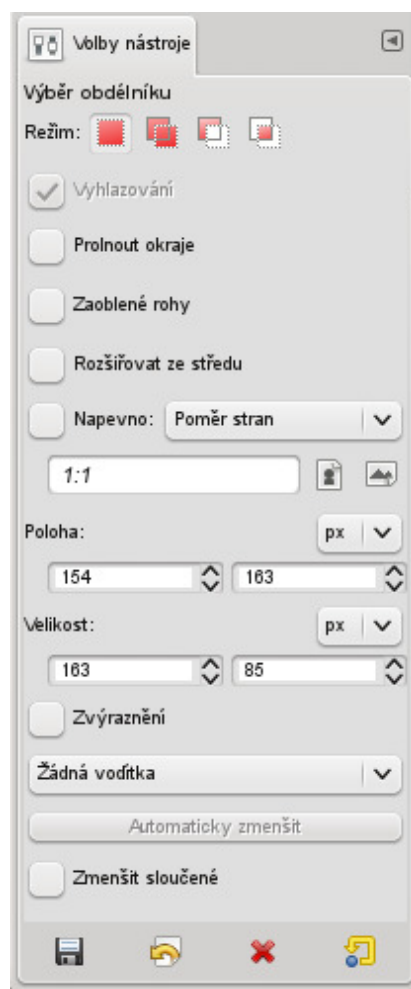 Volby nástroje
Výběr obdélníku
Režim:
Vyhlazování
Prolnout okraje
Zaoblené rohy
Rozšiřovat ze středu
Napevno: Poměr stran
1:1
Poloha: px
154 163
Velikost: px
163 85
Zvýraznění
Žádná vodítka
Automaticky zmenšit
Zmenšit sloučené